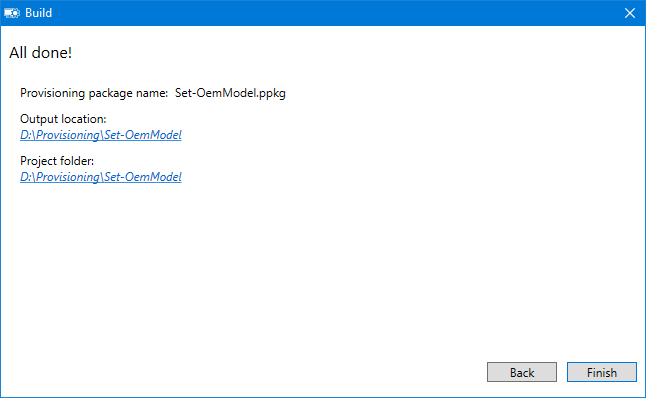 Build
All done!
Provisioning package name: Set-OemModel.ppkg
Output location:
D:\Provisioning\Set-OemModel
Project folder:
D:\Provisioning\Set-OemModel
Back Finish